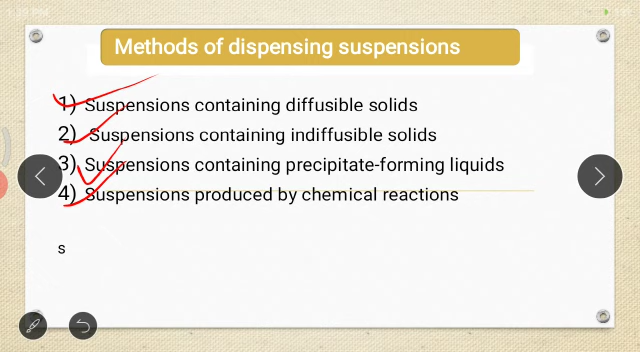 Methods of dispensing suspensions
1) Suspensions containing diffusible solids
2) Suspensions containing indiffusible solids
3) Suspensions containing precipitate-forming liquids
4) Suspensions produced by chemical reactions
s